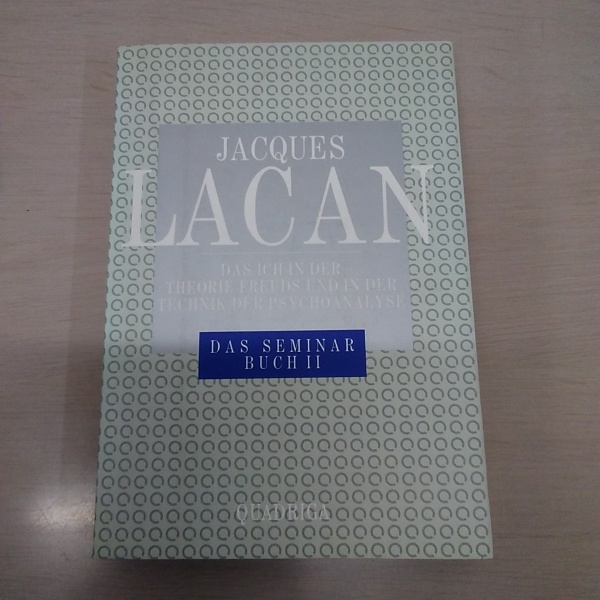 JACQUES
LACAN
DAS ICH IN DER
THEORIE FREUDS UND IN DER
TECHNIK DER PSYCHOANALYSE
DAS SEMINAR
BUCH II
QUADRIGA